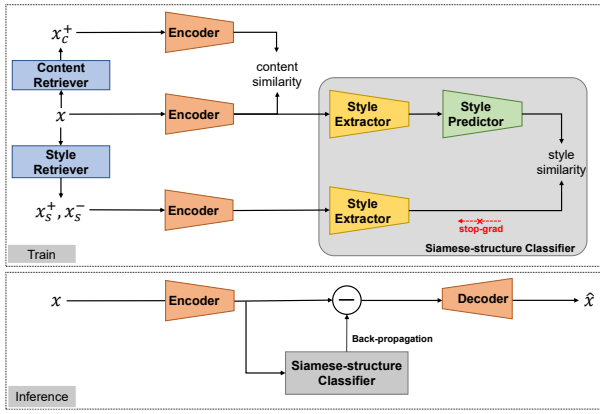 x_c^+
Encoder
Content
Retriever
content
similarity
x
Encoder
Style
Extractor
Style
Predictor
Style
Retriever
style
similarity
x_s^+, x_s^-
Encoder
Style
Extractor
stop-grad
Train
Siamese-structure Classifier
x
Encoder
−
Decoder
x̂
Back-propagation
Siamese-structure
Classifier
Inference